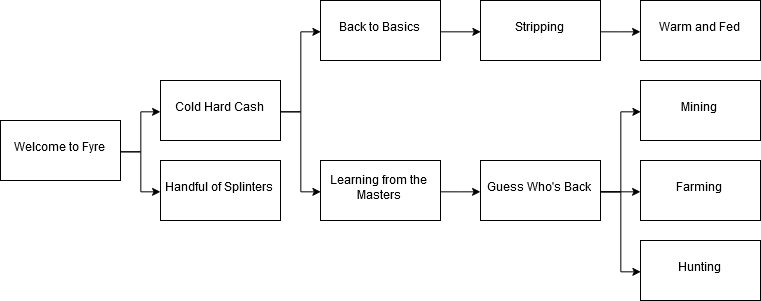 Back to Basics
Stripping
Warm and Fed
Cold Hard Cash
Mining
Welcome to Fyre
Handful of Splinters
Learning from the
Masters
Guess Who's Back
Farming
Hunting